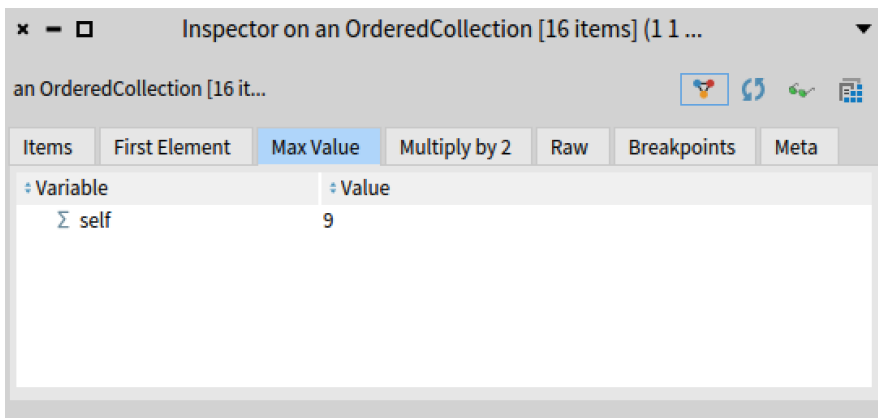 Inspector on an OrderedCollection [16 items] (1 1 ...
an OrderedCollection [16 it...
Items First Element Max Value Multiply by 2 Raw Breakpoints Meta
Variable Value
Σ self 9